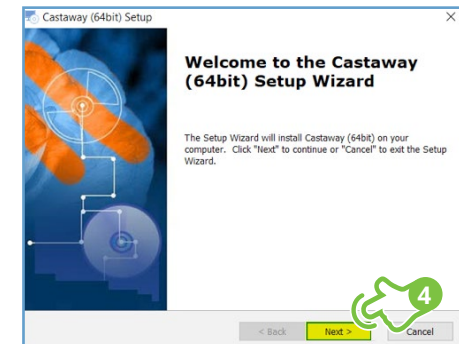 Castaway (64bit) Setup
Welcome to the Castaway
(64bit) Setup Wizard
The Setup Wizard will install Castaway (64bit) on your
computer. Click "Next" to continue or "Cancel" to exit the Setup
Wizard.
4
< Back Next > Cancel